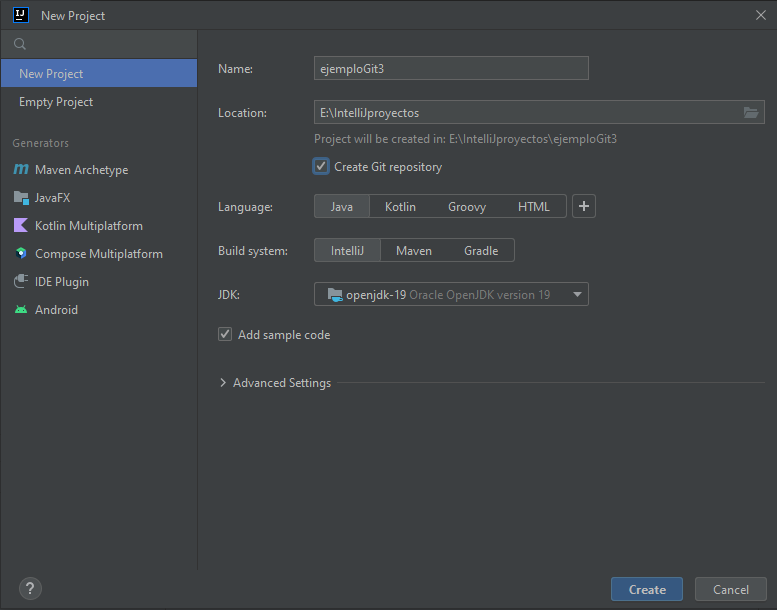 New Project
New Project
Empty Project
Generators
Maven Archetype
JavaFX
Kotlin Multiplatform
Compose Multiplatform
IDE Plugin
Android
Name: ejemploGit3
Location: E:\IntelliJproyectos
Project will be created in: E:\IntelliJproyectos\ejemploGit3
Create Git repository
Language: Java Kotlin Groovy HTML +
Build system: IntelliJ Maven Gradle
JDK: openjdk-19 Oracle OpenJDK version 19
Add sample code
Advanced Settings
? Create Cancel